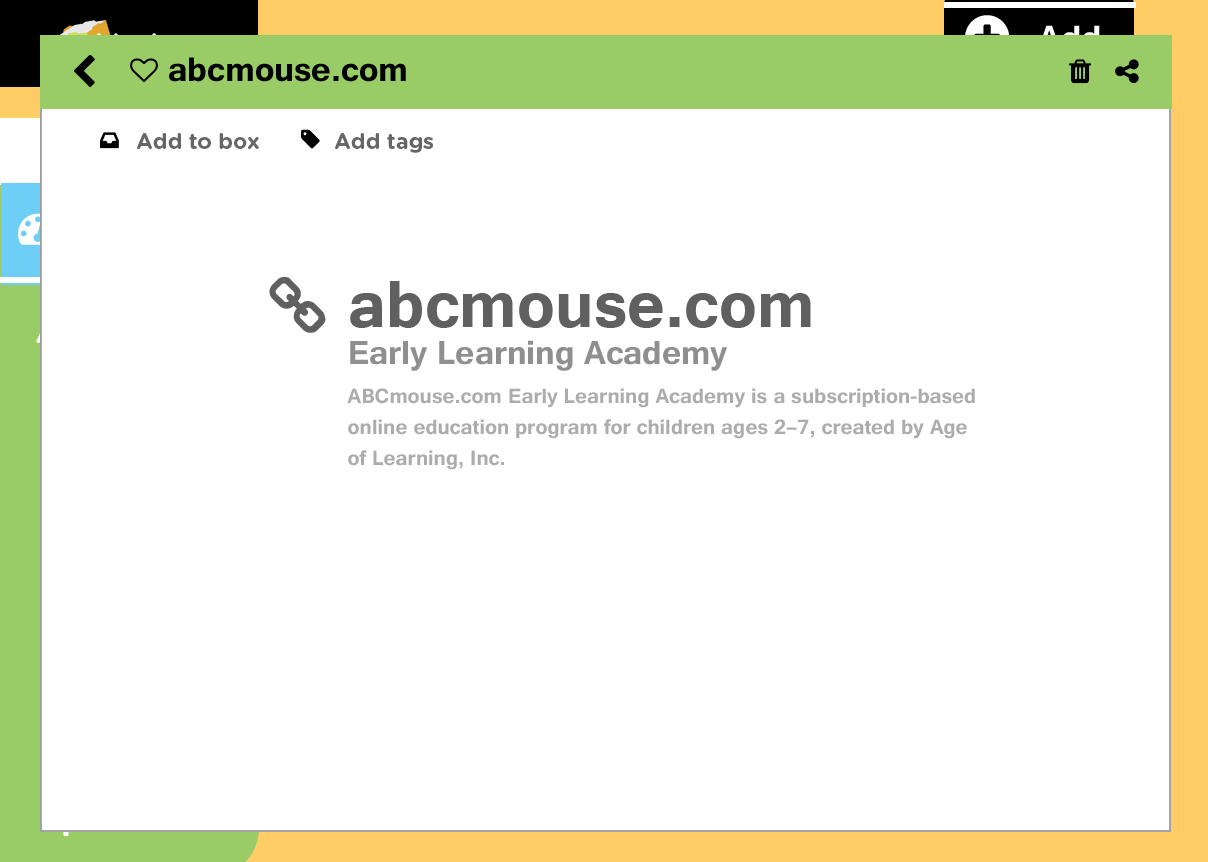 Add
abcmouse.com
Add to box
Add tags
abcmouse.com
Early Learning Academy
ABCmouse.com Early Learning Academy is a subscription-based
online education program for children ages 2–7, created by Age
of Learning, Inc.